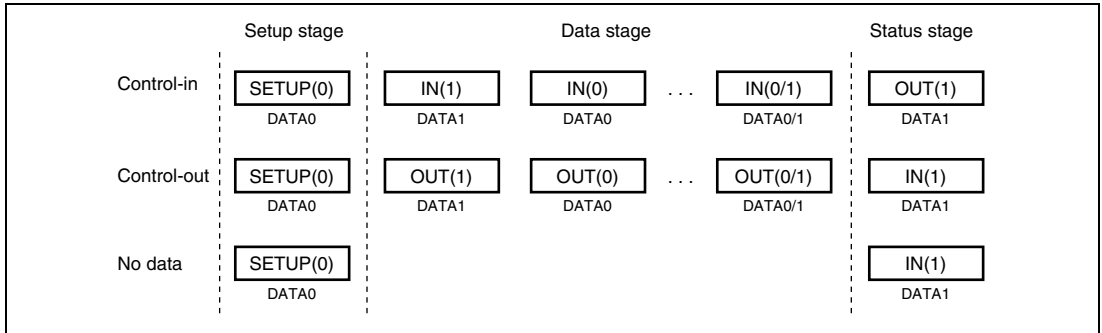 Setup stage Data stage Status stage
Control-in SETUP(0) IN(1) IN(0) . . . IN(0/1) OUT(1)
DATA0 DATA1 DATA0 DATA0/1 DATA1
Control-out SETUP(0) OUT(1) OUT(0) . . . OUT(0/1) IN(1)
DATA0 DATA1 DATA0 DATA0/1 DATA1
No data SETUP(0) IN(1)
DATA0 DATA1